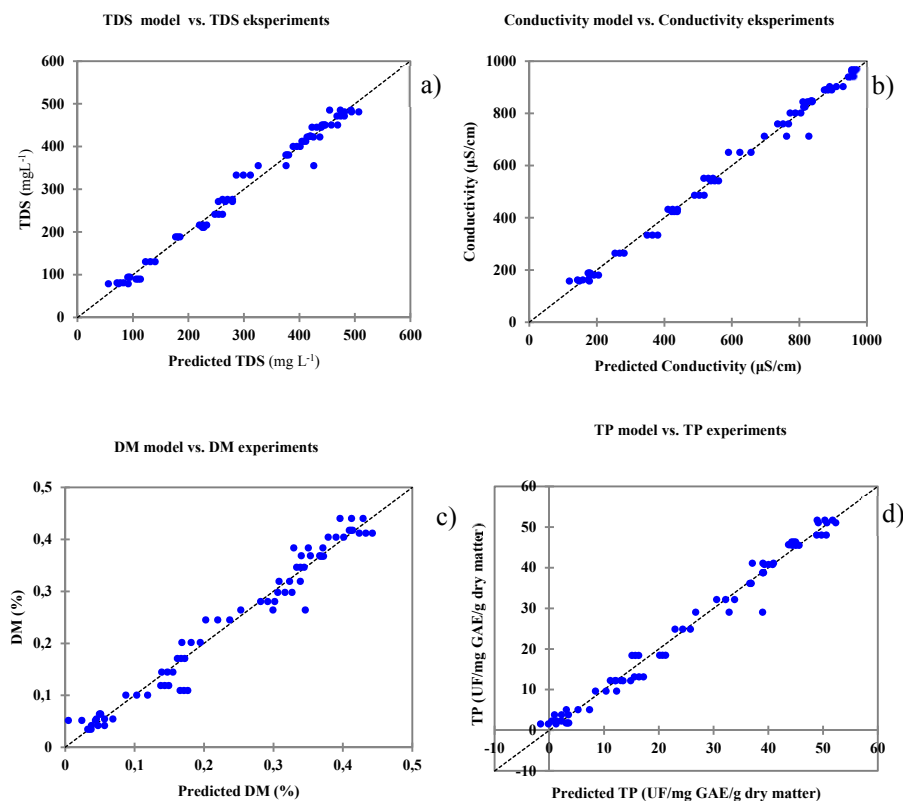 TDS model vs. TDS eksperiments
600
500
400
300
200
100
0
0 100 200 300 400 500 600
TDS (mgL-1)
Predicted TDS (mg L-1)
a)
Conductivity model vs. Conductivity eksperiments
1000
800
600
400
200
0
0 200 400 600 800 1000
Conductivity (µS/cm)
Predicted Conductivity (µS/cm)
b)
DM model vs. DM experiments
0,5
0,4
0,3
0,2
0,1
0
0 0,1 0,2 0,3 0,4 0,5
DM (%)
Predicted DM (%)
c)
TP model vs. TP experiments
60
50
40
30
20
10
0
-10
-10 0 10 20 30 40 50 60
TP (UF/mg GAE/g dry matter)
Predicted TP (UF/mg GAE/g dry matter)
d)